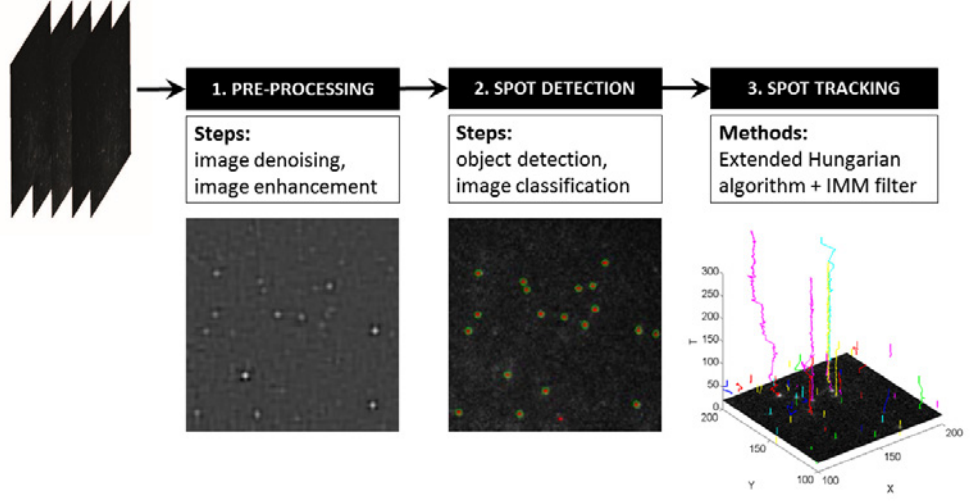 1. PRE-PROCESSING
Steps:
image denoising,
image enhancement
2. SPOT DETECTION
Steps:
object detection,
image classification
3. SPOT TRACKING
Methods:
Extended Hungarian
algorithm + IMM filter
300
250
200
150
100
50
0
T
200
150
100
Y
100
150
200
X